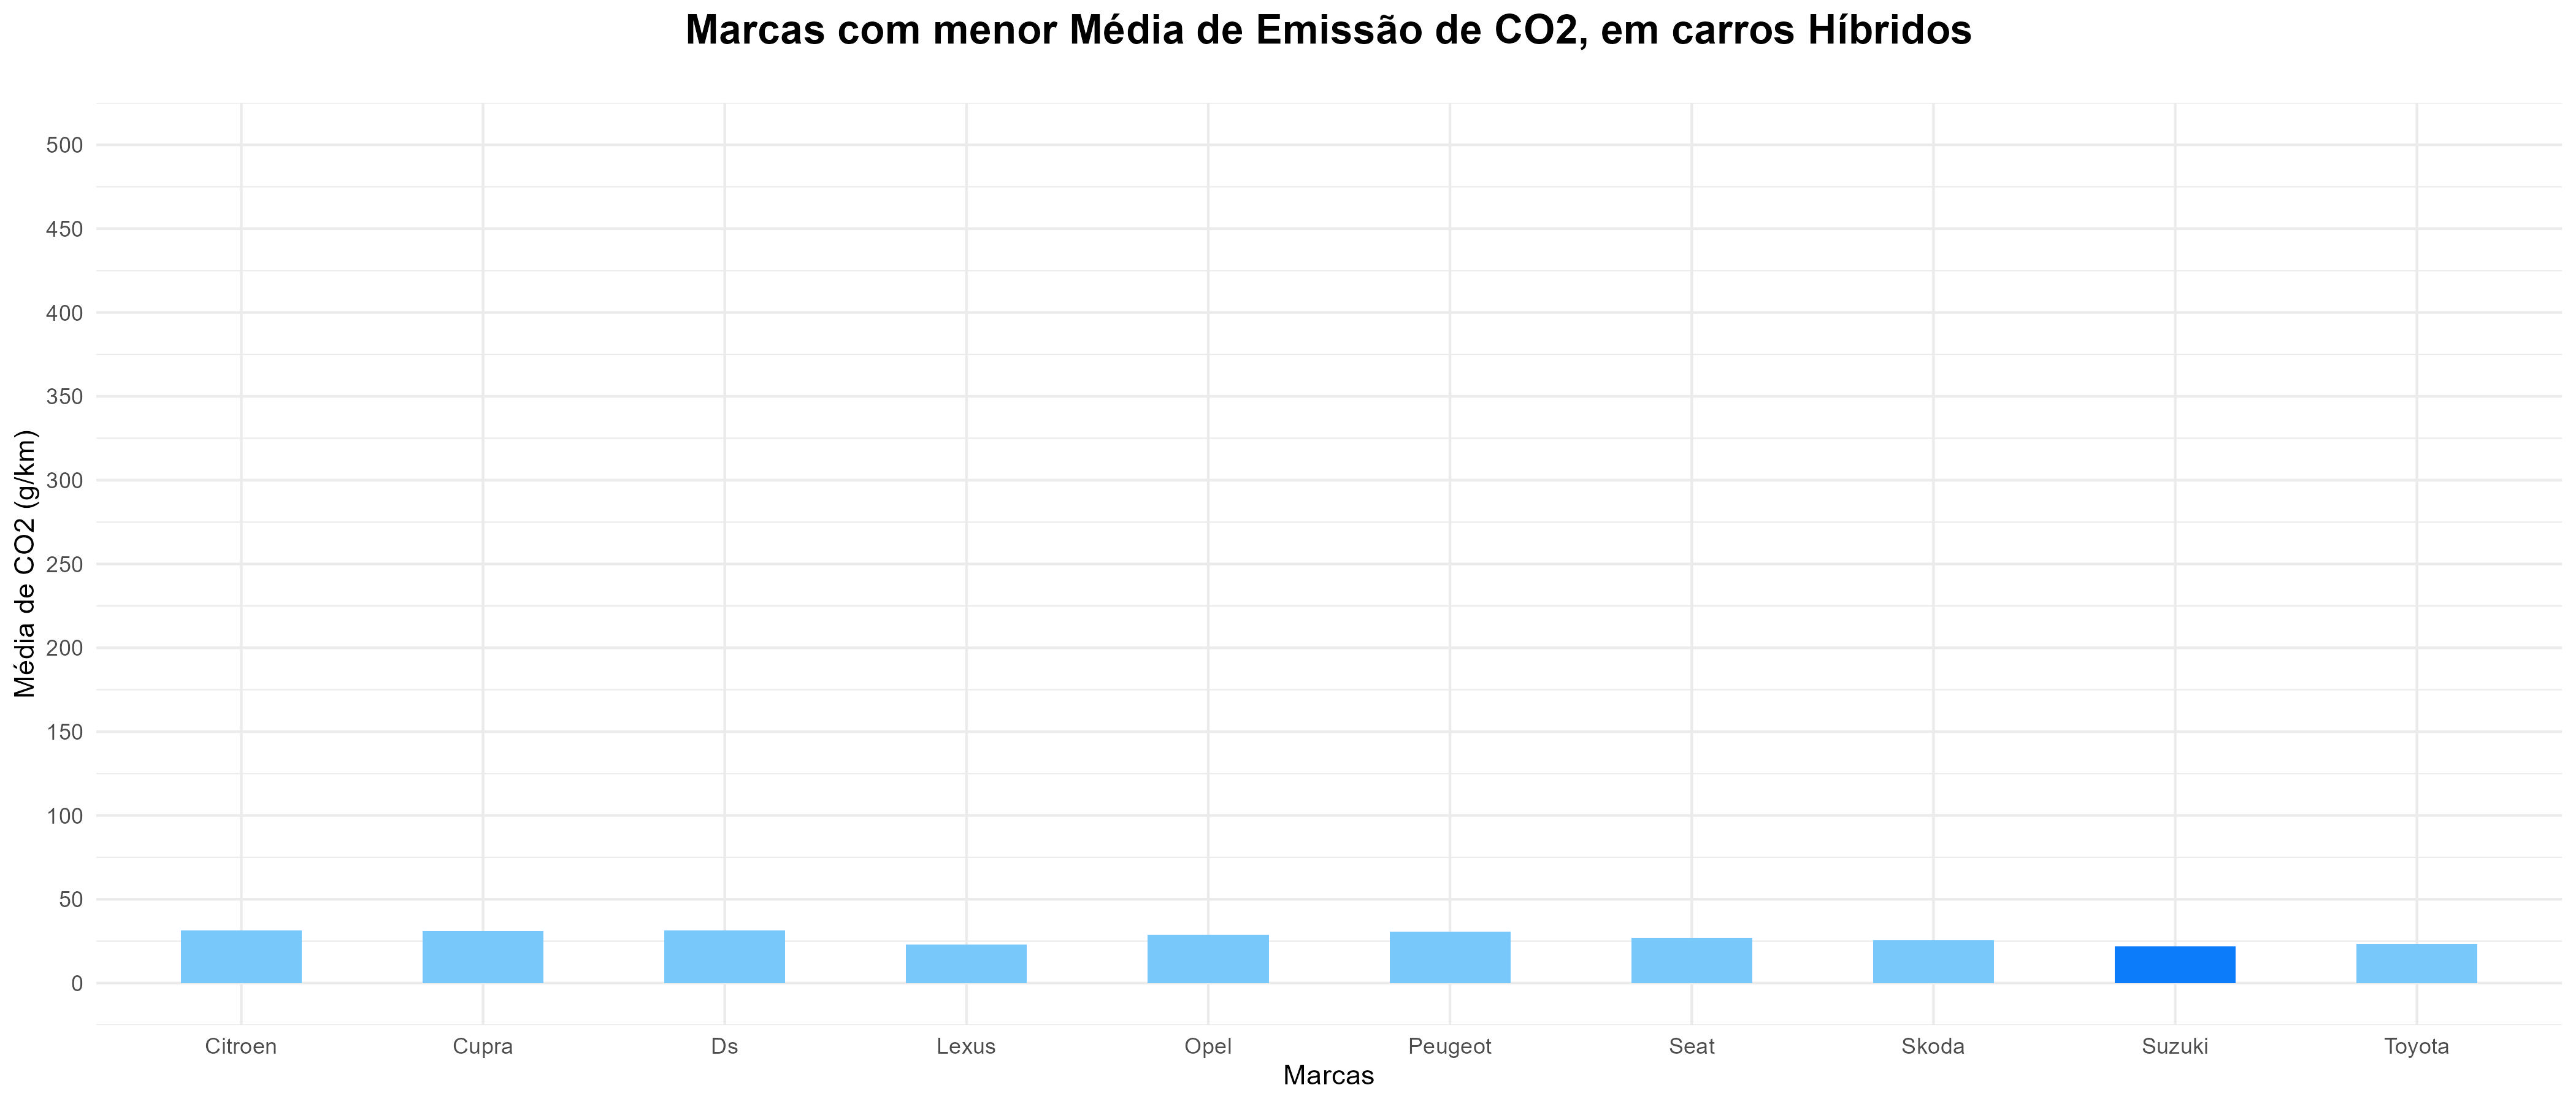 Marcas com menor Média de Emissão de CO2, em carros Híbridos
Média de CO2 (g/km)
500
450
400
350
300
250
200
150
100
50
0
Citroen Cupra Ds Lexus Opel Peugeot Seat Skoda Suzuki Toyota
Marcas